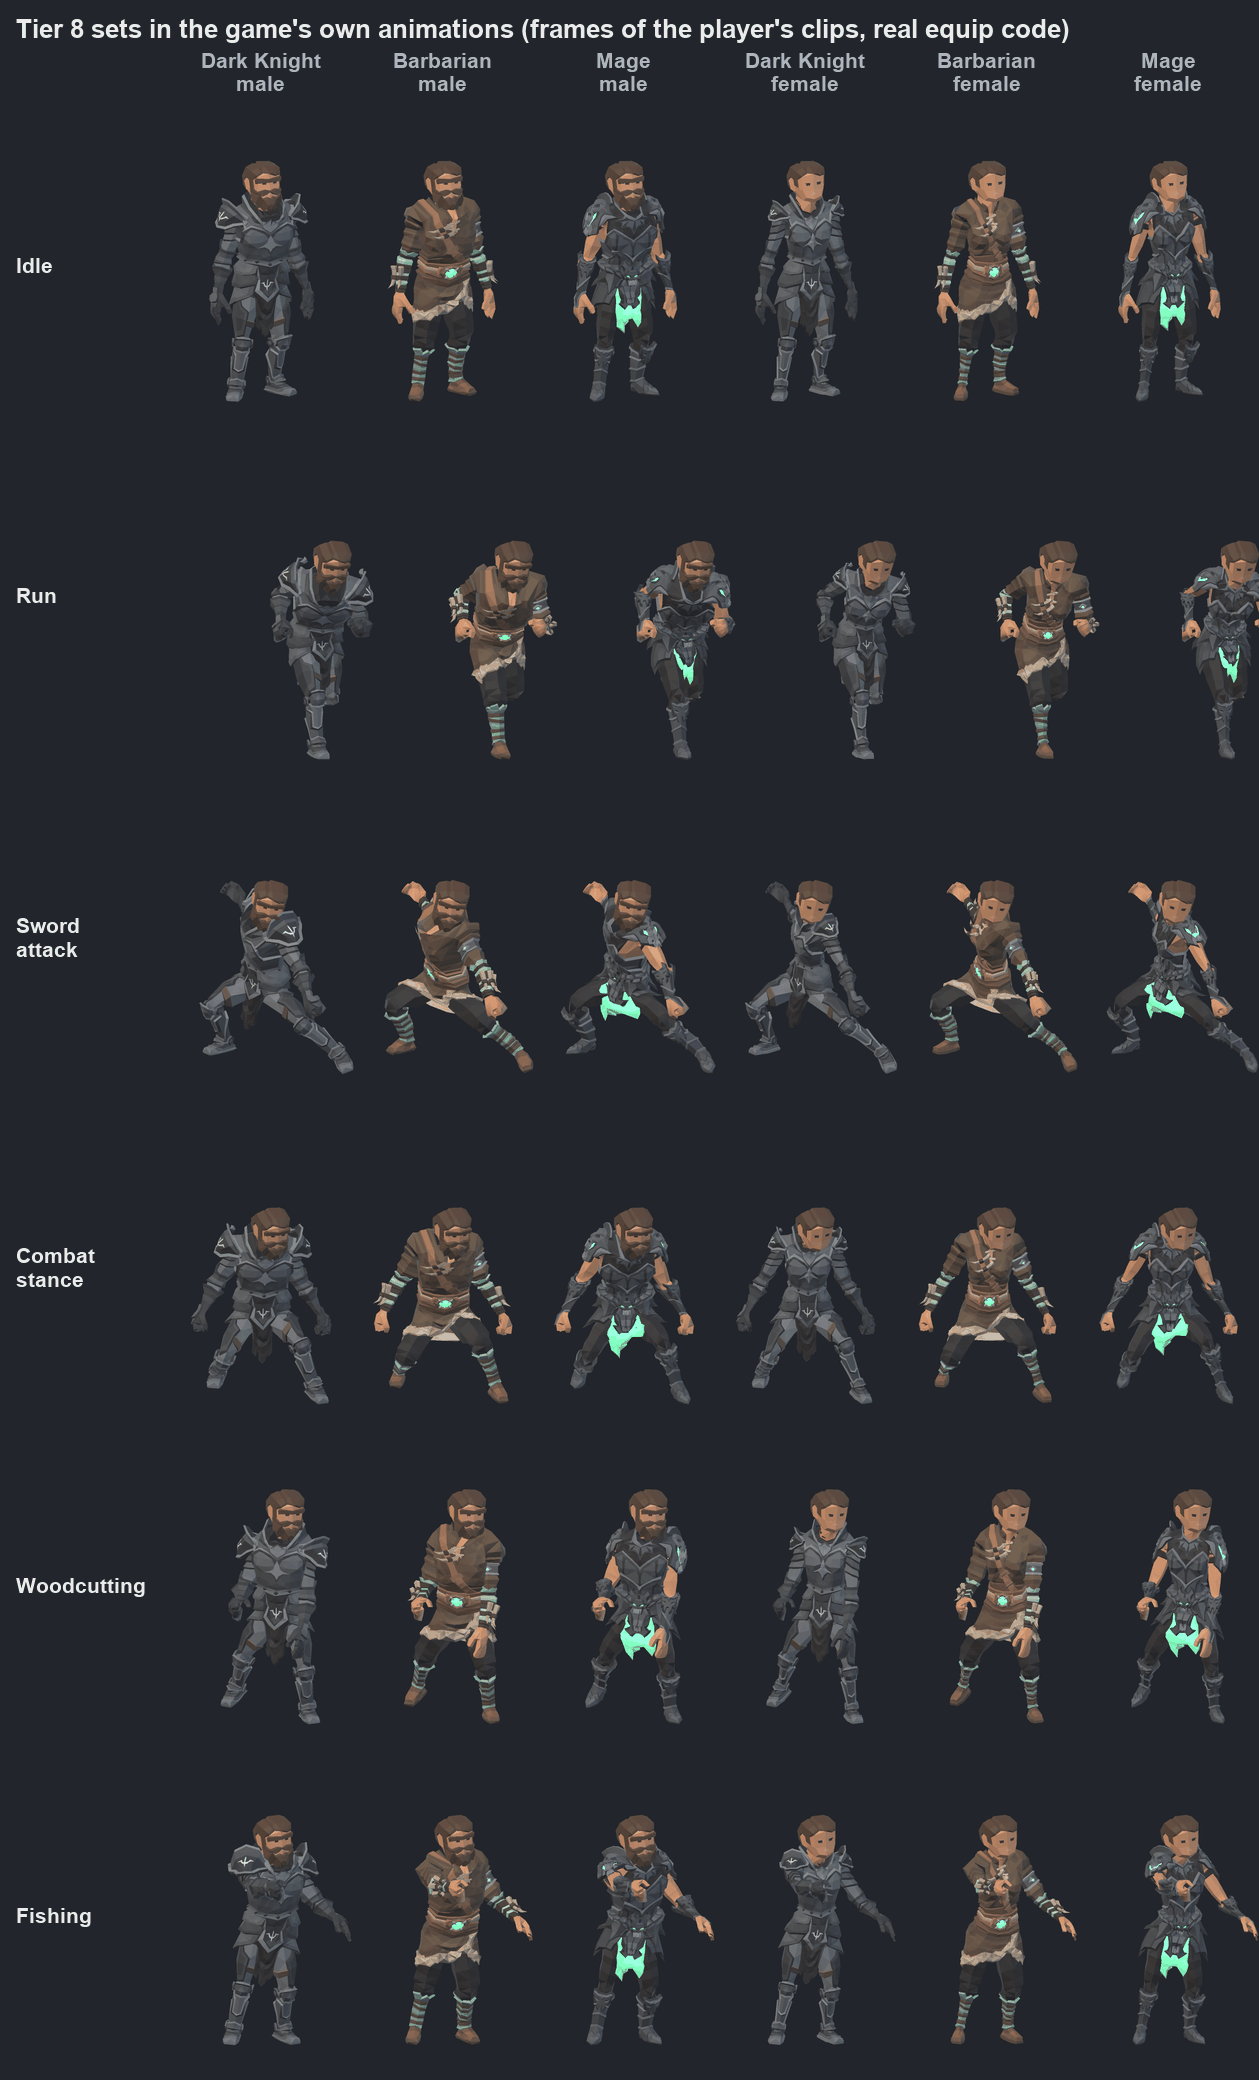 Tier 8 sets in the game's own animations (frames of the player's clips, real equip code)
Dark Knight
male
Barbarian
male
Mage
male
Dark Knight
female
Barbarian
female
Mage
female
Idle
Run
Sword
attack
Combat
stance
Woodcutting
Fishing